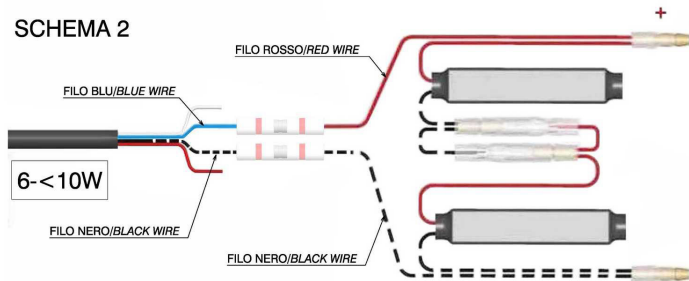 SCHEMA 2
+
FILO ROSSO/RED WIRE
FILO BLU/BLUE WIRE
6-<10W
FILO NERO/BLACK WIRE
FILO NERO/BLACK WIRE